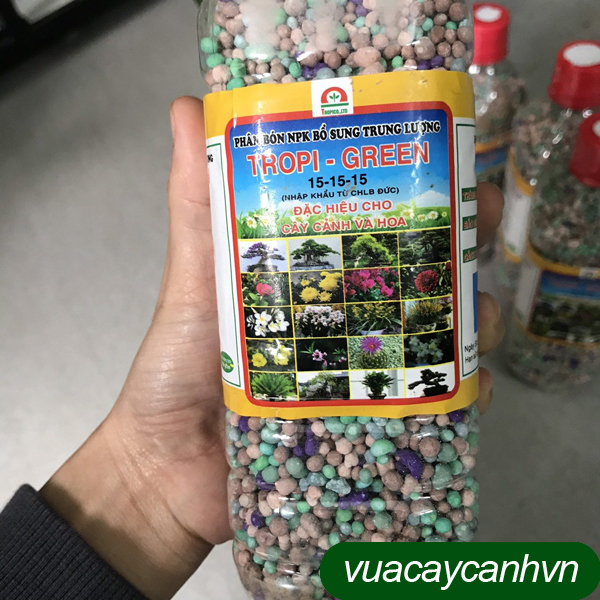 TROPICO.,LTD
PHÂN BÓN NPK BỔ SUNG TRUNG LƯỢNG
TROPI - GREEN
15-15-15
(NHẬP KHẨU TỪ CHLB ĐỨC)
ĐẶC HIỆU CHO
CÂY CẢNH VÀ HOA
vuacaycanhvn